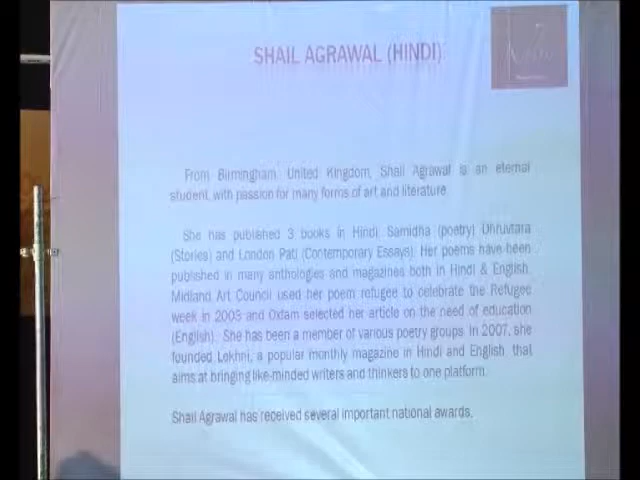 SHAIL AGRAWAL (HINDI)
From Birmingham, United Kingdom, Shail Agrawal is an eternal
student, with passion for many forms of art and literature
She has published 3 books in Hindi Samidha (poetry) Dhruvtara
(Stories) and London Pati (Contemporary Essays). Her poems have been
published in many anthologies and magazines both in Hindi & English.
Midland Art Council used her poem refugee to celebrate the Refugee
week in 2003 and Oxfam selected her article on the need of education
(English). She has been a member of various poetry groups. In 2007, she
founded Lekhni, a popular monthly magazine in Hindi and English, that
aims at bringing like-minded writers and thinkers to one platform.
Shail Agrawal has received several important national awards.